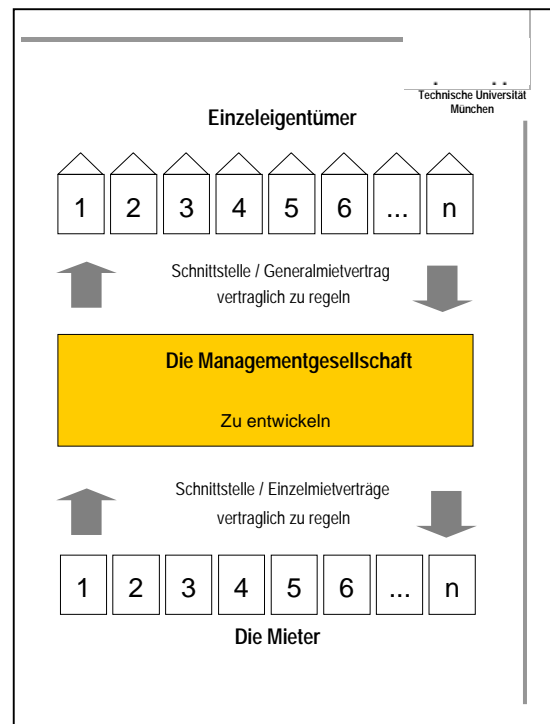 Technische Universität
München
Einzeleigentümer
1 2 3 4 5 6 ... n
Schnittstelle / Generalmietvertrag
vertraglich zu regeln
Die Managementgesellschaft
Zu entwickeln
Schnittstelle / Einzelmietverträge
vertraglich zu regeln
1 2 3 4 5 6 ... n
Die Mieter